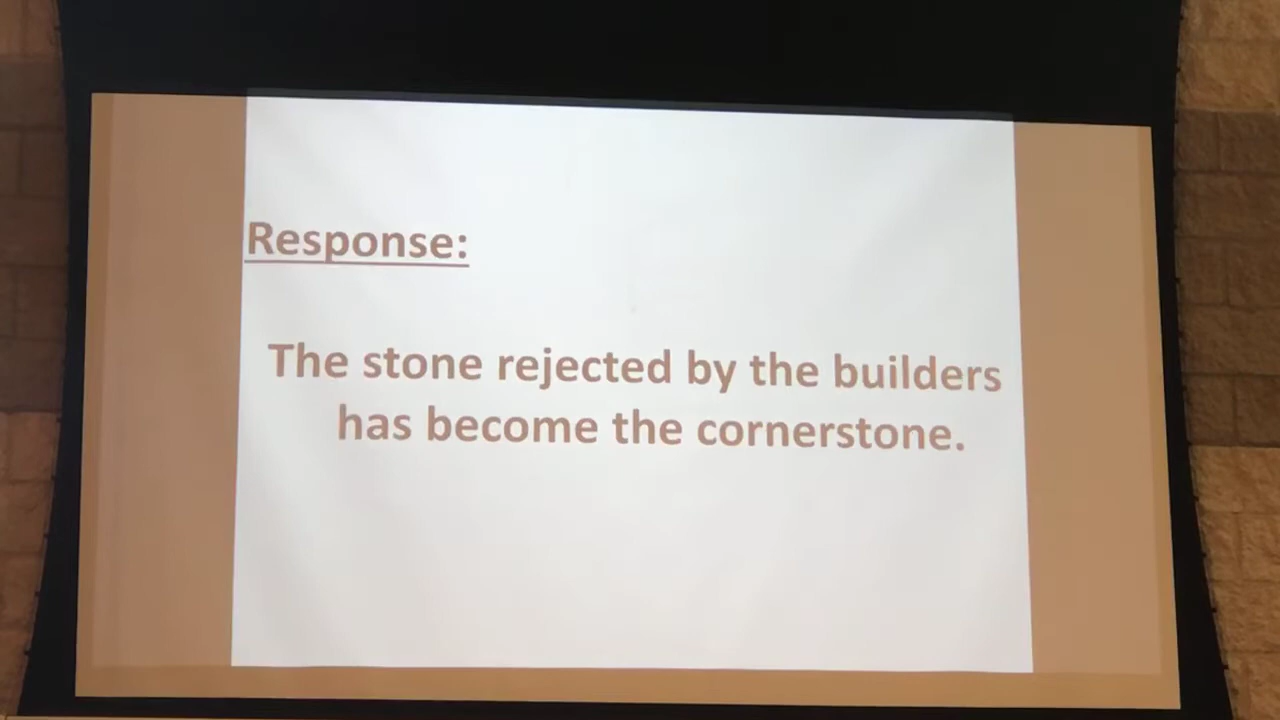 Response:
The stone rejected by the builders
has become the cornerstone.